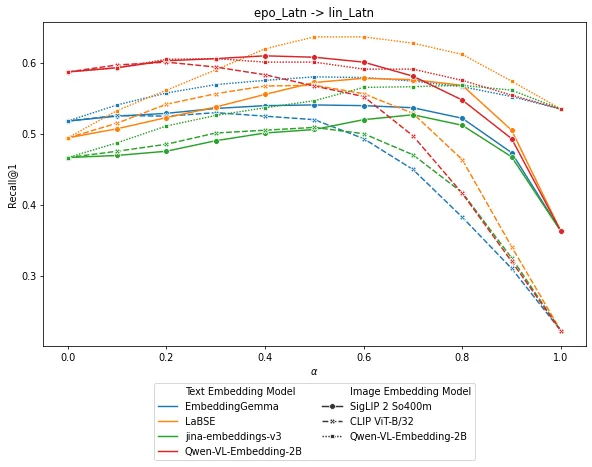 epo_Latn -> lin_Latn
Recall@1
0.6
0.5
0.4
0.3
0.0 0.2 0.4 0.6 0.8 1.0
α
Text Embedding Model Image Embedding Model
EmbeddingGemma SigLIP 2 So400m
LaBSE CLIP ViT-B/32
jina-embeddings-v3 Qwen-VL-Embedding-2B
Qwen-VL-Embedding-2B